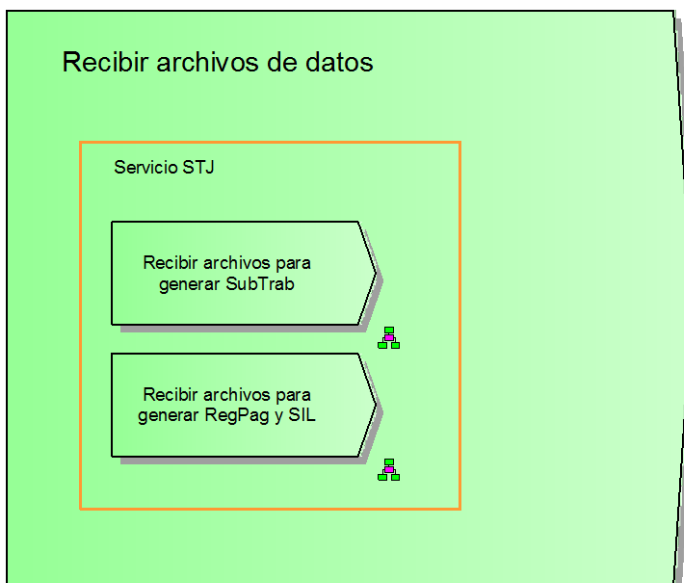 Recibir archivos de datos
Servicio STJ
Recibir archivos para
generar SubTrab
Recibir archivos para
generar RegPag y SIL